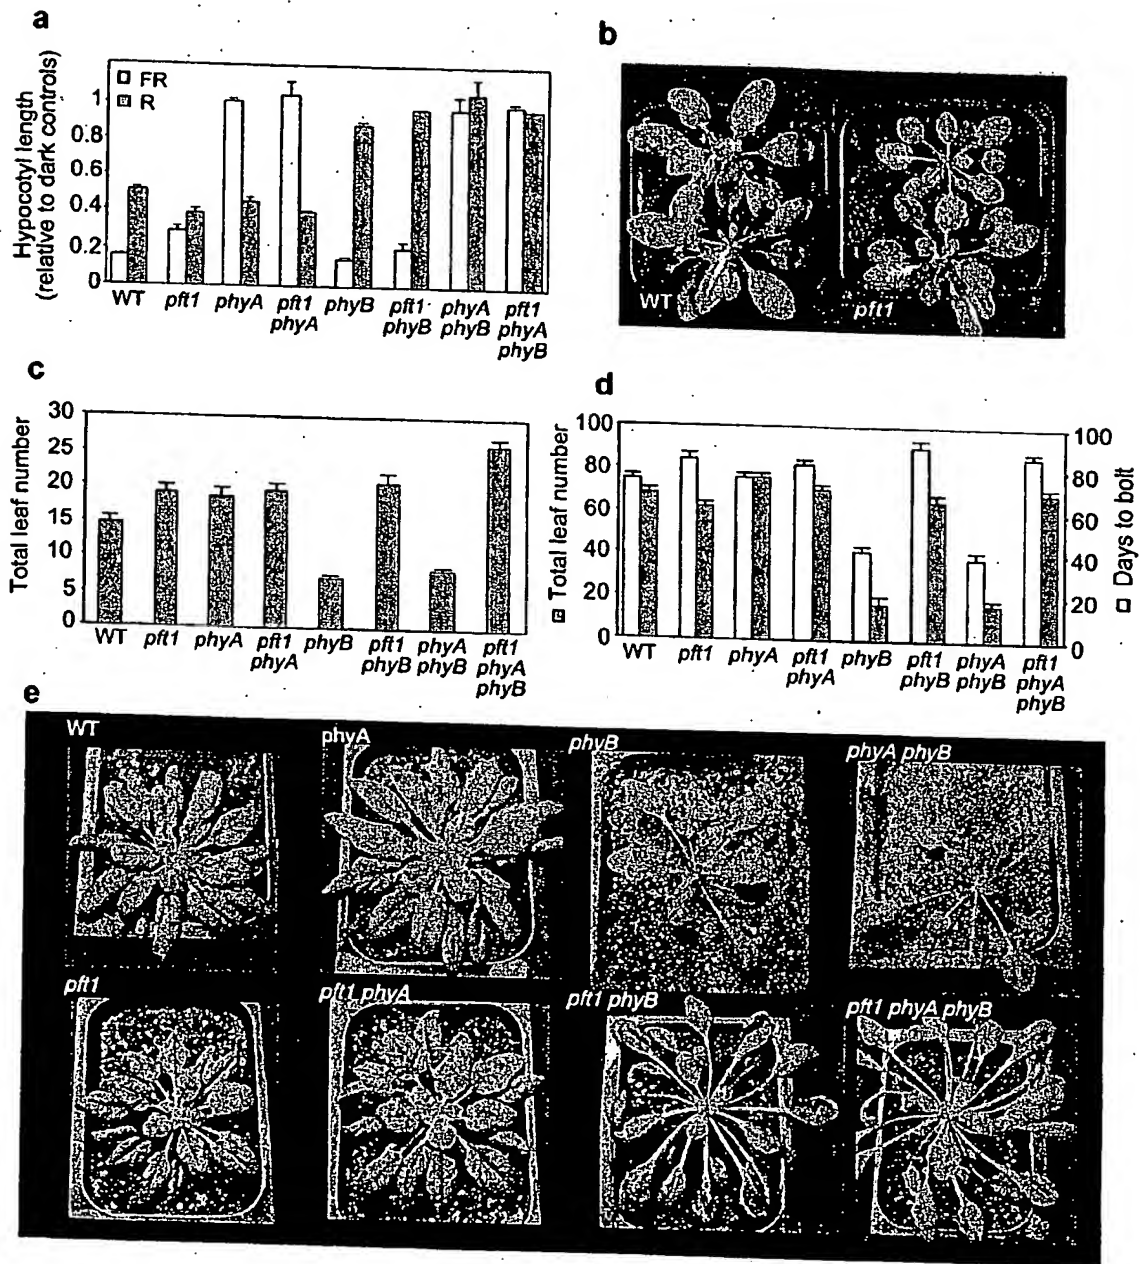 a
Hypocotyl length
(relative to dark controls)
FR
R
1
0.8
0.6
0.4
0.2
0
WT pft1 phyA pft1 phyA phyB pft1 phyB phyA phyB pft1 phyA phyB
b
WT
pft1
c
Total leaf number
30
25
20
15
10
5
0
WT pft1 phyA pft1 phyA phyB pft1 phyB phyA phyB pft1 phyA phyB
d
Total leaf number
100
80
60
40
20
0
Days to bolt
100
80
60
40
20
0
WT pft1 phyA pft1 phyA phyB pft1 phyB phyA phyB pft1 phyA phyB
e
WT
phyA
phyB
phyA phyB
pft1
pft1 phyA
pft1 phyB
pft1 phyA phyB